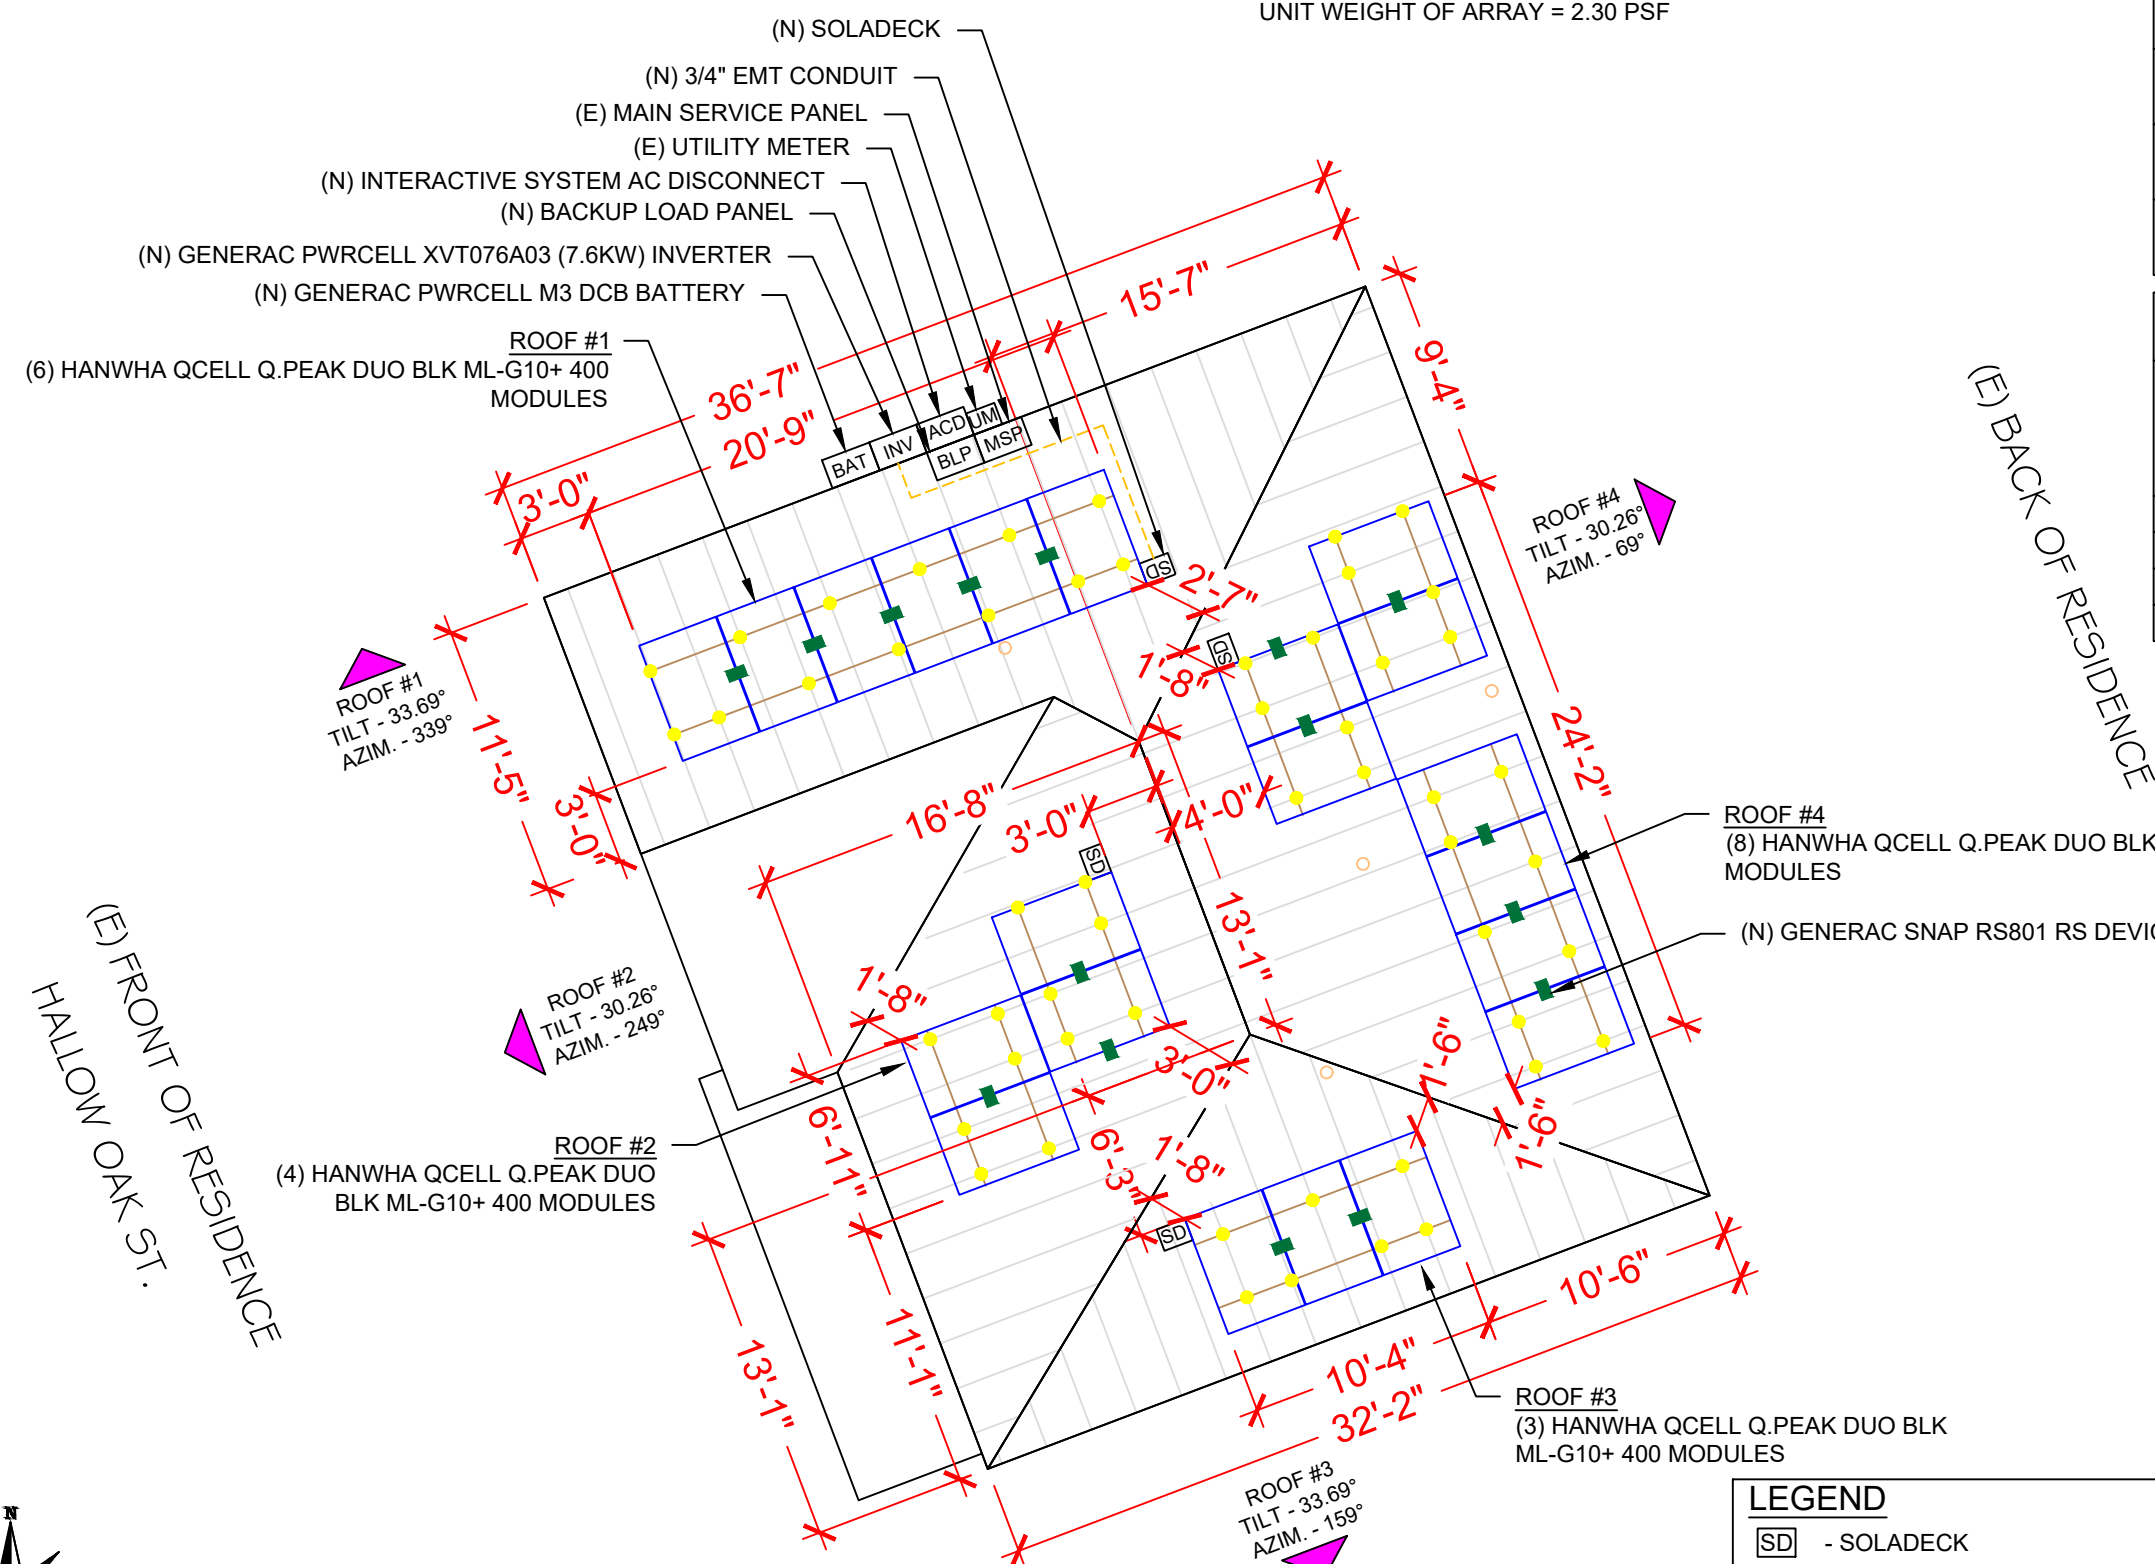 UNIT WEIGHT OF ARRAY = 2.30 PSF
(N) SOLADECK
(N) 3/4" EMT CONDUIT
(E) MAIN SERVICE PANEL
(E) UTILITY METER
(N) INTERACTIVE SYSTEM AC DISCONNECT
(N) BACKUP LOAD PANEL
(N) GENERAC PWRCELL XVT076A03 (7.6KW) INVERTER
(N) GENERAC PWRCELL M3 DCB BATTERY
ROOF #1
(6) HANWHA QCELL Q.PEAK DUO BLK ML-G10+ 400
MODULES
36'-7"
20'-9"
15'-7"
3'-0"
9'-4"
BAT
INV
ACD
UM
BLP
MSP
SD
2'-7"
SD
1'-8"
ROOF #4
TILT - 30.26°
AZIM. - 69°
(E) BACK OF RESIDENCE
ROOF #1
TILT - 33.69°
AZIM. - 339°
11'-5"
3'-0"
16'-8"
3'-0"
4'-0"
24'-2"
SD
ROOF #4
(8) HANWHA QCELL Q.PEAK DUO BLK
MODULES
(N) GENERAC SNAP RS801 RS
13'-1"
(E) FRONT OF RESIDENCE
HALLOW OAK ST.
ROOF #2
TILT - 30.26°
AZIM. - 249°
1'-8"
3'-0"
1'-6"
1'-6"
6'-11"
6'-3"
1'-8"
SD
ROOF #2
(4) HANWHA QCELL Q.PEAK DUO
BLK ML-G10+ 400 MODULES
13'-1"
11'-1"
10'-6"
10'-4"
32'-2"
ROOF #3
(3) HANWHA QCELL Q.PEAK DUO BLK
ML-G10+ 400 MODULES
ROOF #3
TILT - 33.69°
AZIM. - 159°
N
LEGEND
SD - SOLADECK